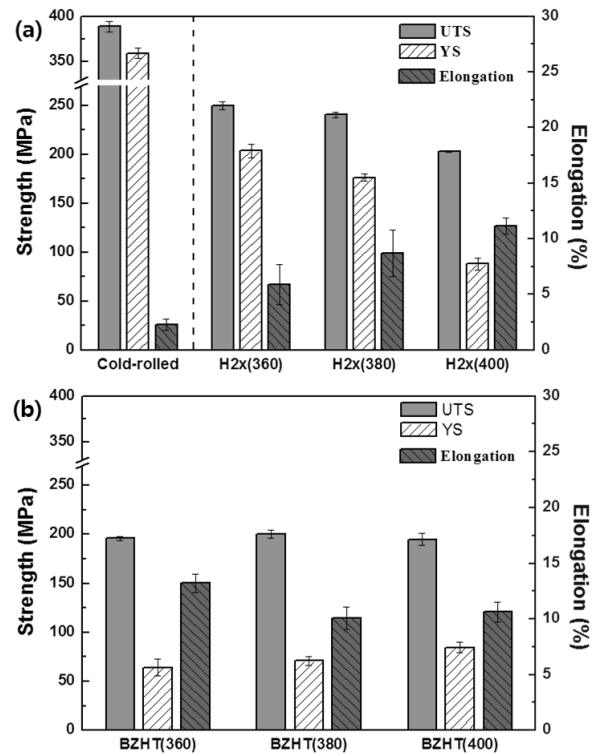 (a)
400
350
250
200
150
100
50
0
Strength (MPa)
UTS
YS
Elongation
30
25
20
15
10
5
0
Elongation (%)
Cold-rolled H2x(360) H2x(380) H2x(400)
(b)
400
350
300
250
200
150
100
50
0
Strength (MPa)
UTS
YS
Elongation
30
25
20
15
10
5
0
Elongation (%)
BZHT(360) BZHT(380) BZHT(400)